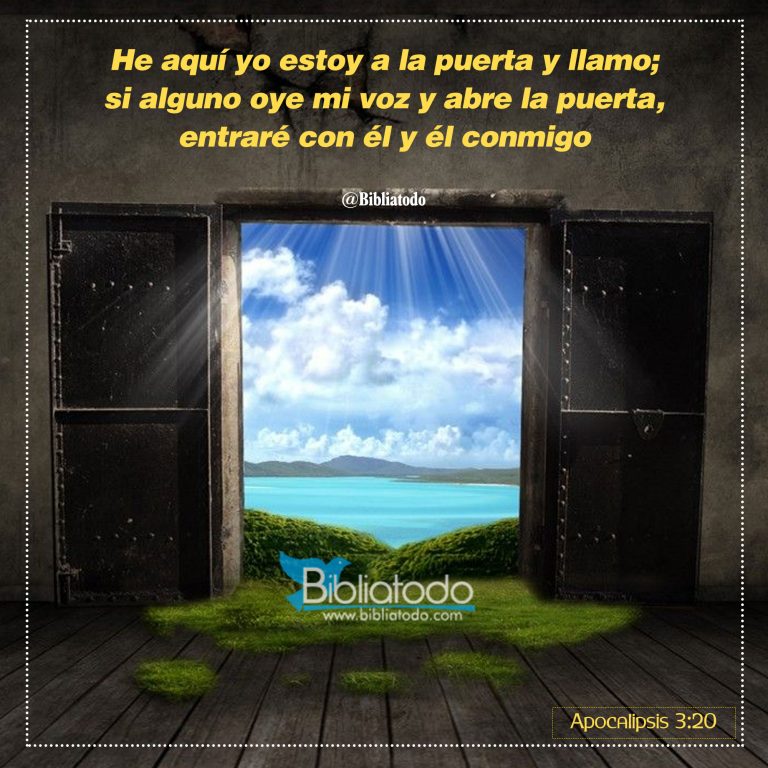 He aquí yo estoy a la puerta y llamo;
si alguno oye mi voz y abre la puerta,
entraré con él y él conmigo
@Bibliatodo
Bibliatodo
www.bibliatodo.com
Apocalipsis 3:20